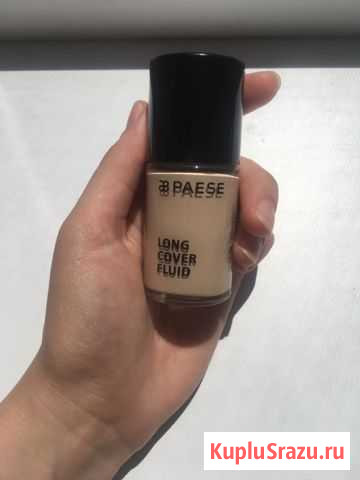 PAESE
LONG
COVER
FLUID
KupluSrazu.ru